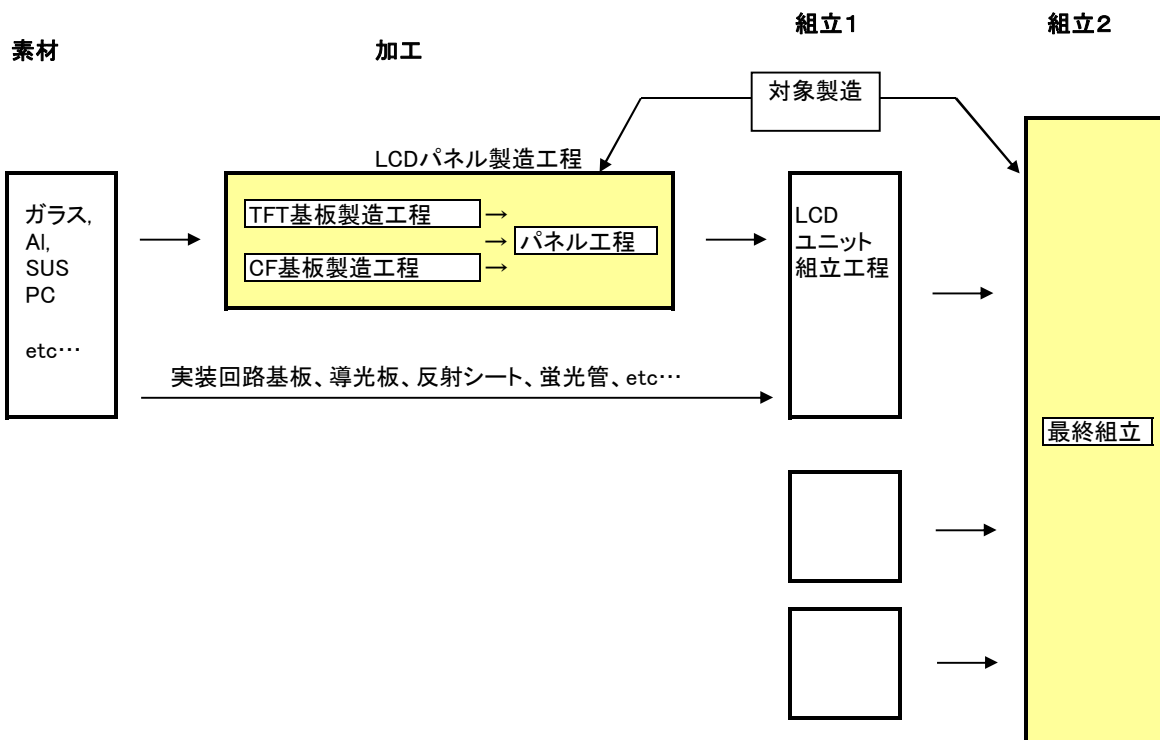 素材
加工
組立1
組立2
対象製造
LCDパネル製造工程
ガラス,
Al,
SUS
PC
etc…
TFT基板製造工程
→
→
パネル工程
CF基板製造工程
→
LCD
ユニット
組立工程
実装回路基板、導光板、反射シート、蛍光管、etc…
最終組立